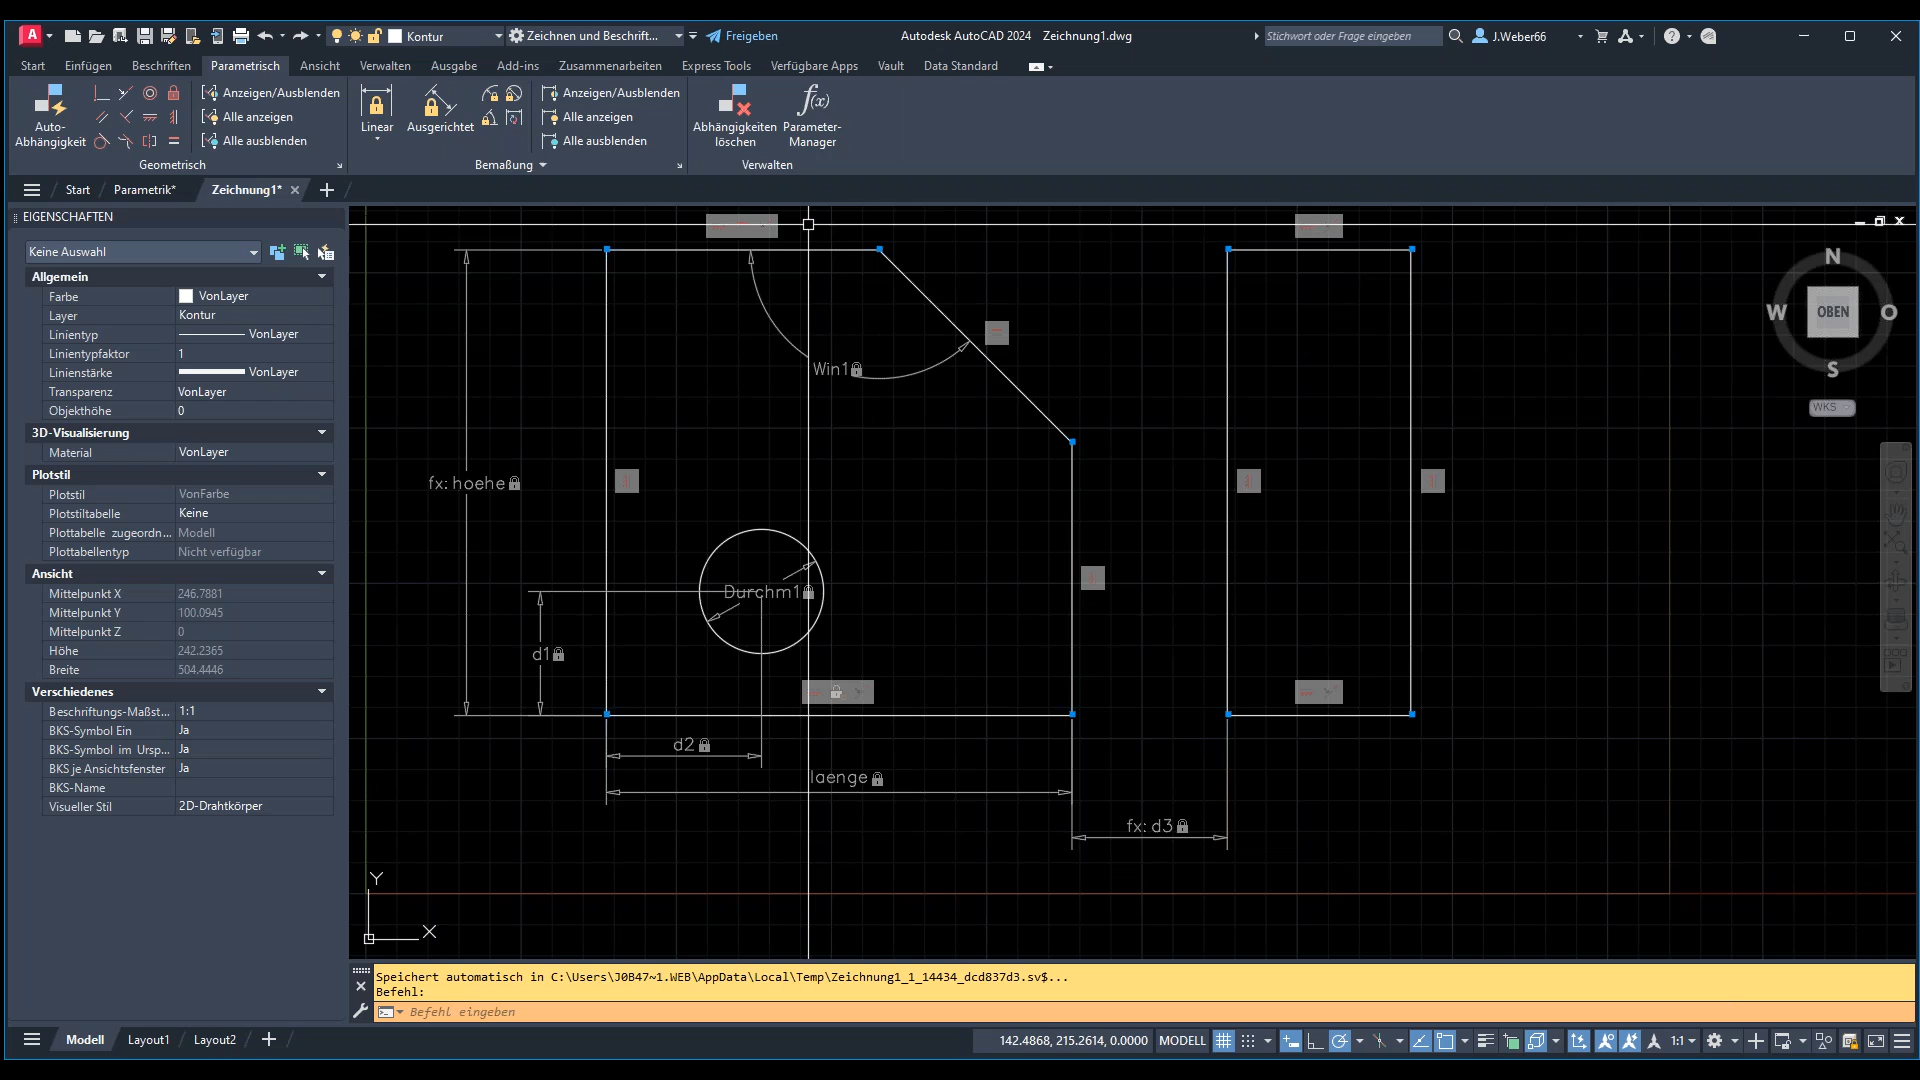 A Kontur Zeichnen und Beschrift... Freigeben Autodesk AutoCAD 2024 Zeichnung1.dwg Stichwort oder Frage eingeben J.Weber66
Start Einfügen Beschriften Parametrisch Ansicht Verwalten Ausgabe Add-ins Zusammenarbeiten Express Tools Verfügbare Apps Vault Data Standard
Auto-
Abhängigkeit
Anzeigen/Ausblenden
Alle anzeigen
Alle ausblenden
Geometrisch
Linear
Ausgerichtet
Anzeigen/Ausblenden
Alle anzeigen
Alle ausblenden
Bemaßung
Abhängigkeiten
löschen
f(x)
Parameter-
Manager
Verwalten
Start Parametrik* Zeichnung1*
EIGENSCHAFTEN
Keine Auswahl
Allgemein
Farbe VonLayer
Layer Kontur
Linientyp VonLayer
Linientypfaktor 1
Linienstärke VonLayer
Transparenz VonLayer
Objekthöhe 0
3D-Visualisierung
Material VonLayer
Plotstil
Plotstil VonFarbe
Plotstiltabelle Keine
Plottabelle zugeordn... Modell
Plottabellentyp Nicht verfügbar
Ansicht
Mittelpunkt X 246.7881
Mittelpunkt Y 100.0945
Mittelpunkt Z 0
Höhe 242.2365
Breite 504.4446
Verschiedenes
Beschriftungs-Maßst... 1:1
BKS-Symbol Ein Ja
BKS-Symbol im Ursp... Ja
BKS je Ansichtsfenster Ja
BKS-Name
Visueller Stil 2D-Drahtkörper
Win1
fx: hoehe
Durchm1
d1
d2
laenge
fx: d3
N
W OBEN O
S
WKS
Y
X
Speichert automatisch in C:\Users\J0B47~1.WEB\AppData\Local\Temp\Zeichnung1_1_14434_dcd837d3.sv$...
Befehl:
Befehl eingeben
Modell Layout1 Layout2
142.4868, 215.2614, 0.0000 MODELL 1:1